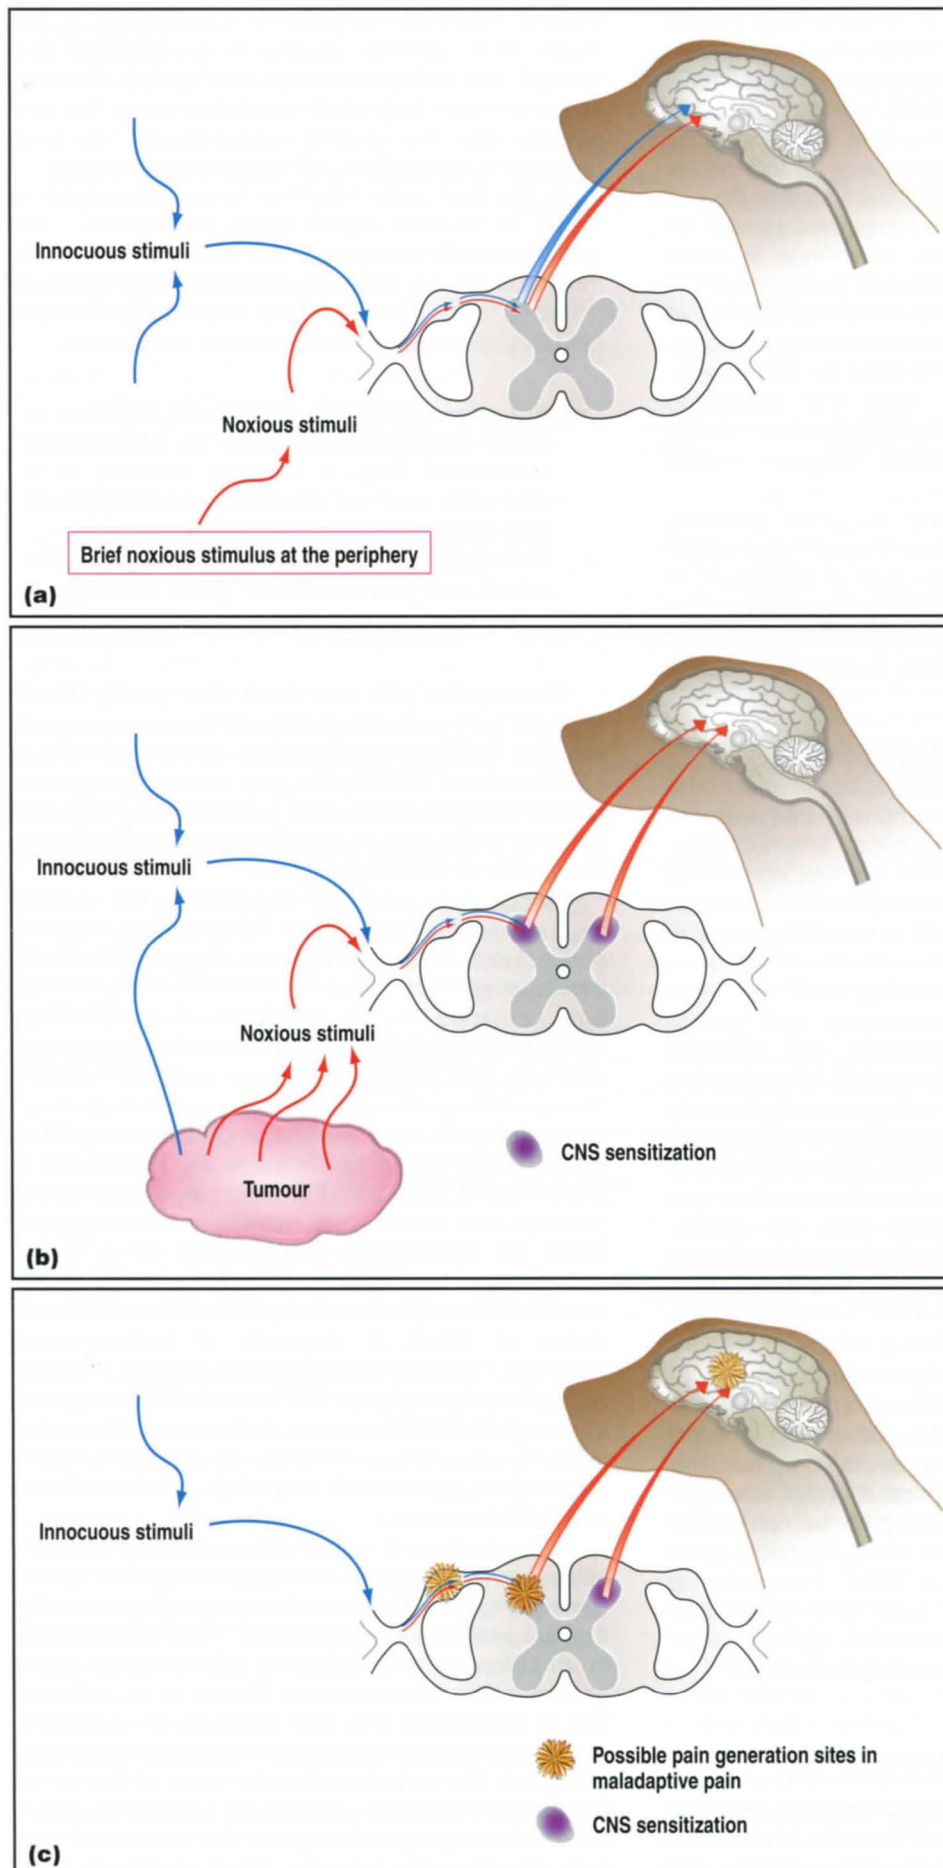 Innocuous stimuli
Noxious stimuli
Brief noxious stimulus at the periphery
(a)
Innocuous stimuli
Noxious stimuli
CNS sensitization
Tumour
(b)
Innocuous stimuli
Possible pain generation sites in
maladaptive pain
CNS sensitization
(c)